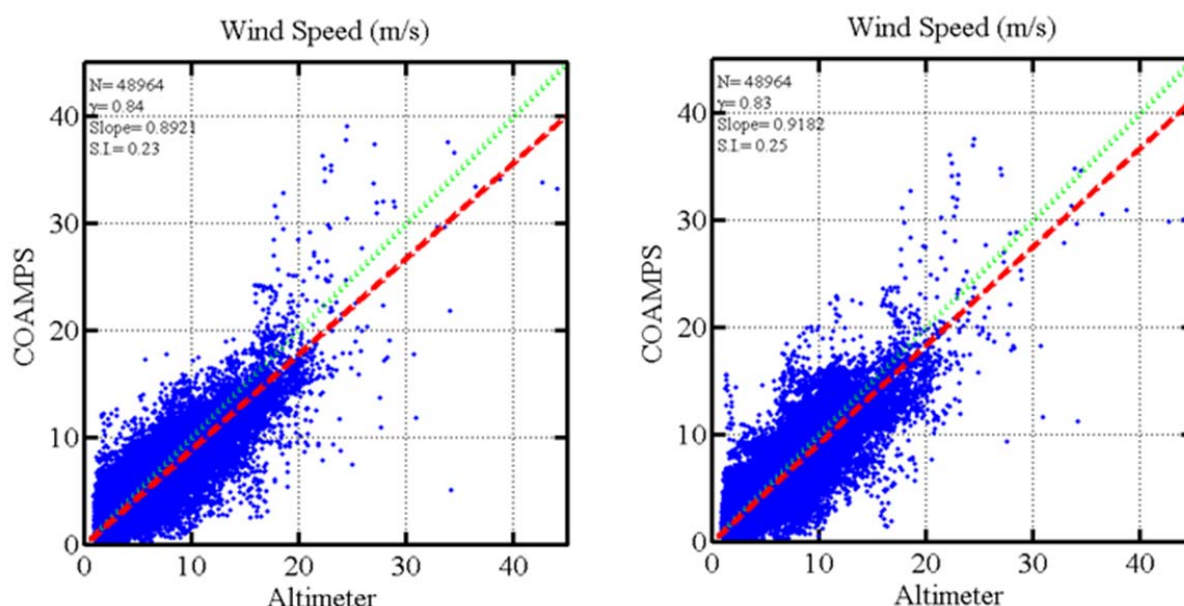 Wind Speed (m/s)
N= 48964
γ= 0.84
Slope= 0.8921
S.I.= 0.23
40
30
20
10
0
COAMPS
0 10 20 30 40
Altimeter
Wind Speed (m/s)
N= 48964
γ= 0.83
Slope= 0.9182
S.I.= 0.25
40
30
20
10
0
COAMPS
0 10 20 30 40
Altimeter